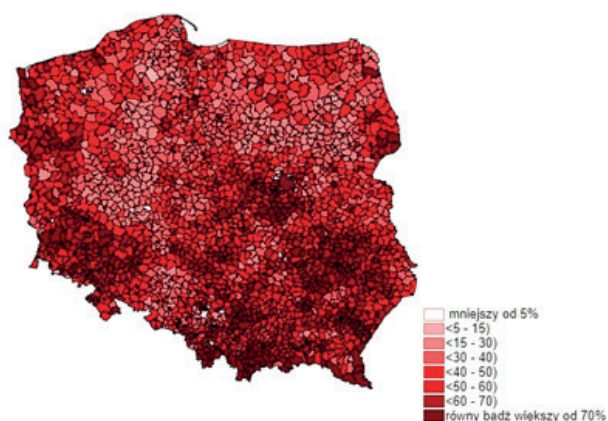 mniejszy od 5%
<5 - 15)
<15 - 30)
<30 - 40)
<40 - 50)
<50 - 60)
<60 - 70)
równy badź większy od 70%